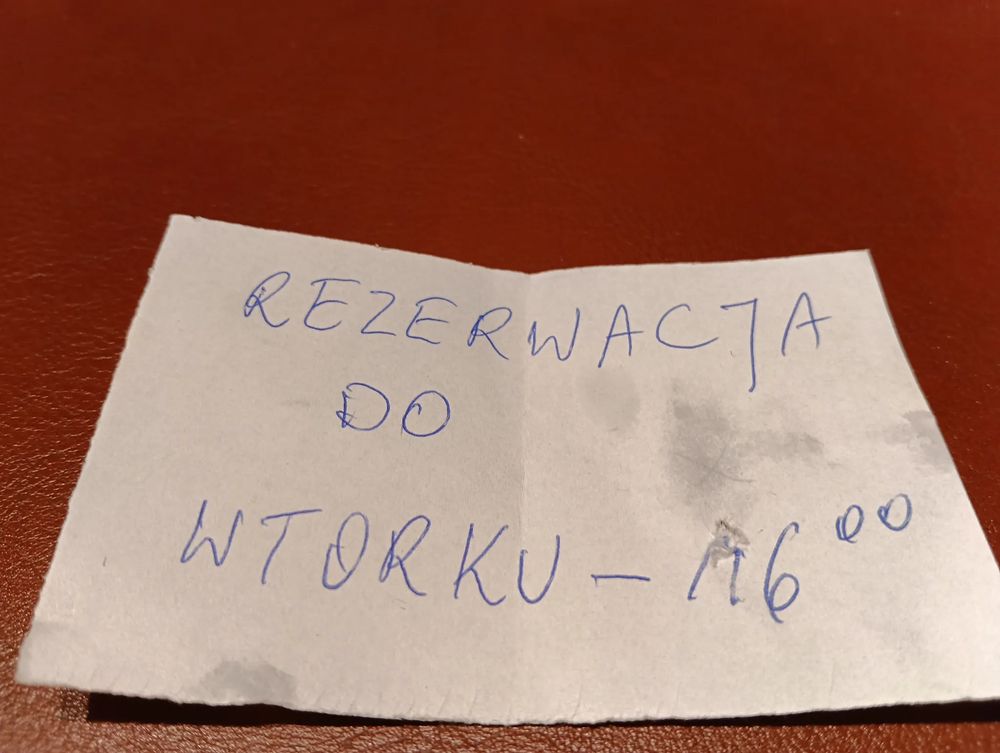 REZERWACJA
DO
WTORKU - 16⁰⁰